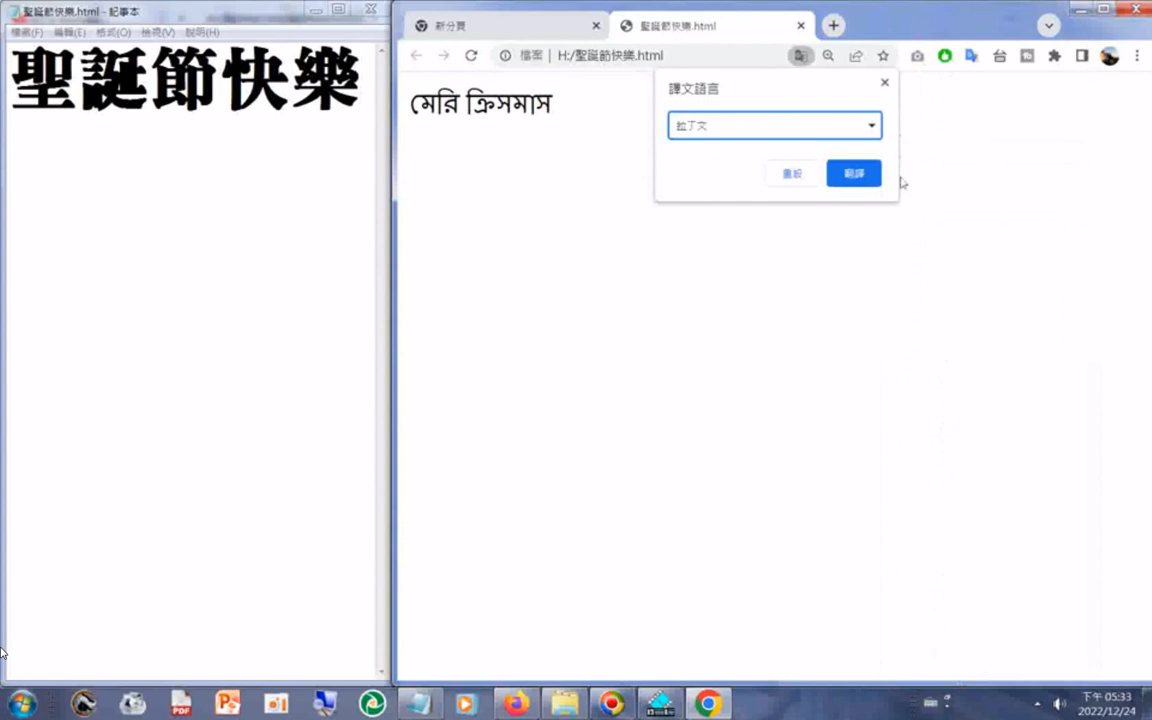 聖誕節快樂.html - 記事本
檔案(F) 編輯(E) 格式(O) 檢視(V) 說明(H)
聖誕節快樂
新分頁
聖誕節快樂.html
檔案 | H:/聖誕節快樂.html
মেরি ক্রিসমাস
譯文語言
拉丁文
重設
翻譯
下午 05:33
2022/12/24